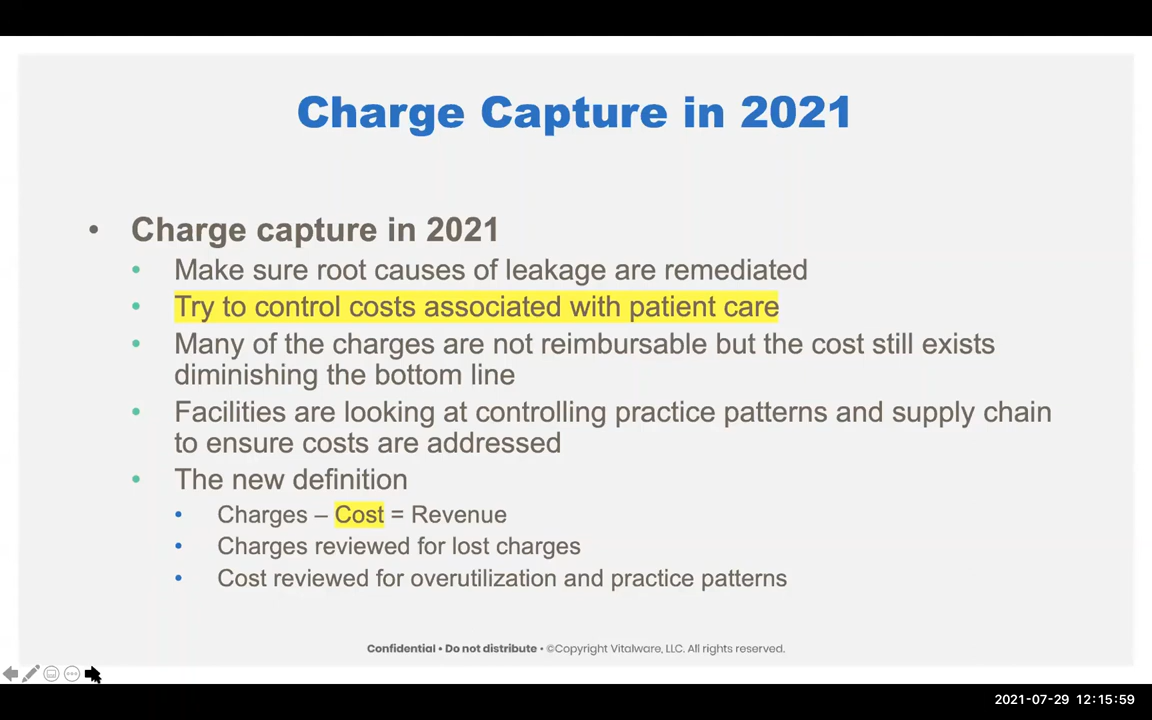 Charge Capture in 2021
• Charge capture in 2021
• Make sure root causes of leakage are remediated
• Try to control costs associated with patient care
• Many of the charges are not reimbursable but the cost still exists
diminishing the bottom line
• Facilities are looking at controlling practice patterns and supply chain
to ensure costs are addressed
• The new definition
• Charges – Cost = Revenue
• Charges reviewed for lost charges
• Cost reviewed for overutilization and practice patterns
Confidential • Do not distribute • ©Copyright Vitalware, LLC. All rights reserved.
2021-07-29 12:15:59